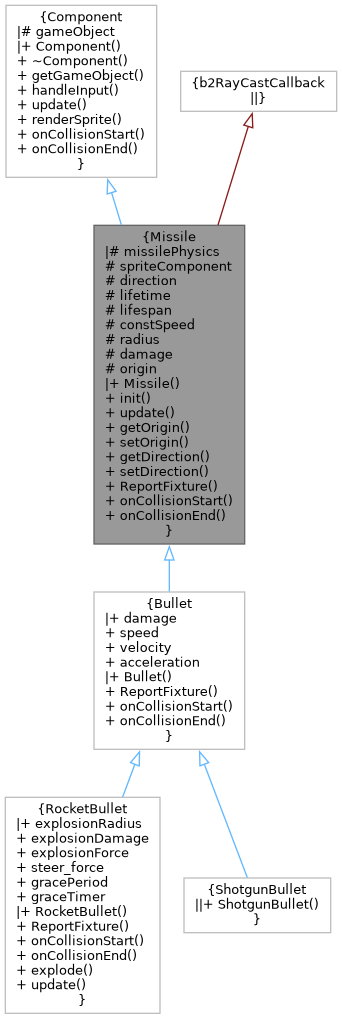 {Component
|# gameObject
|+ Component()
+ ~Component()
+ getGameObject()
+ handleInput()
+ update()
+ renderSprite()
+ onCollisionStart()
+ onCollisionEnd()
}
{b2RayCastCallback
||}
{Missile
|# missilePhysics
# spriteComponent
# direction
# lifetime
# lifespan
# constSpeed
# radius
# damage
# origin
|+ Missile()
+ init()
+ update()
+ getOrigin()
+ setOrigin()
+ getDirection()
+ setDirection()
+ ReportFixture()
+ onCollisionStart()
+ onCollisionEnd()
}
{Bullet
|+ damage
+ speed
+ velocity
+ acceleration
|+ Bullet()
+ ReportFixture()
+ onCollisionStart()
+ onCollisionEnd()
}
{RocketBullet
|+ explosionRadius
+ explosionDamage
+ explosionForce
+ steer_force
+ gracePeriod
+ graceTimer
|+ RocketBullet()
+ ReportFixture()
+ onCollisionStart()
+ onCollisionEnd()
+ explode()
+ update()
}
{ShotgunBullet
||+ ShotgunBullet()
}